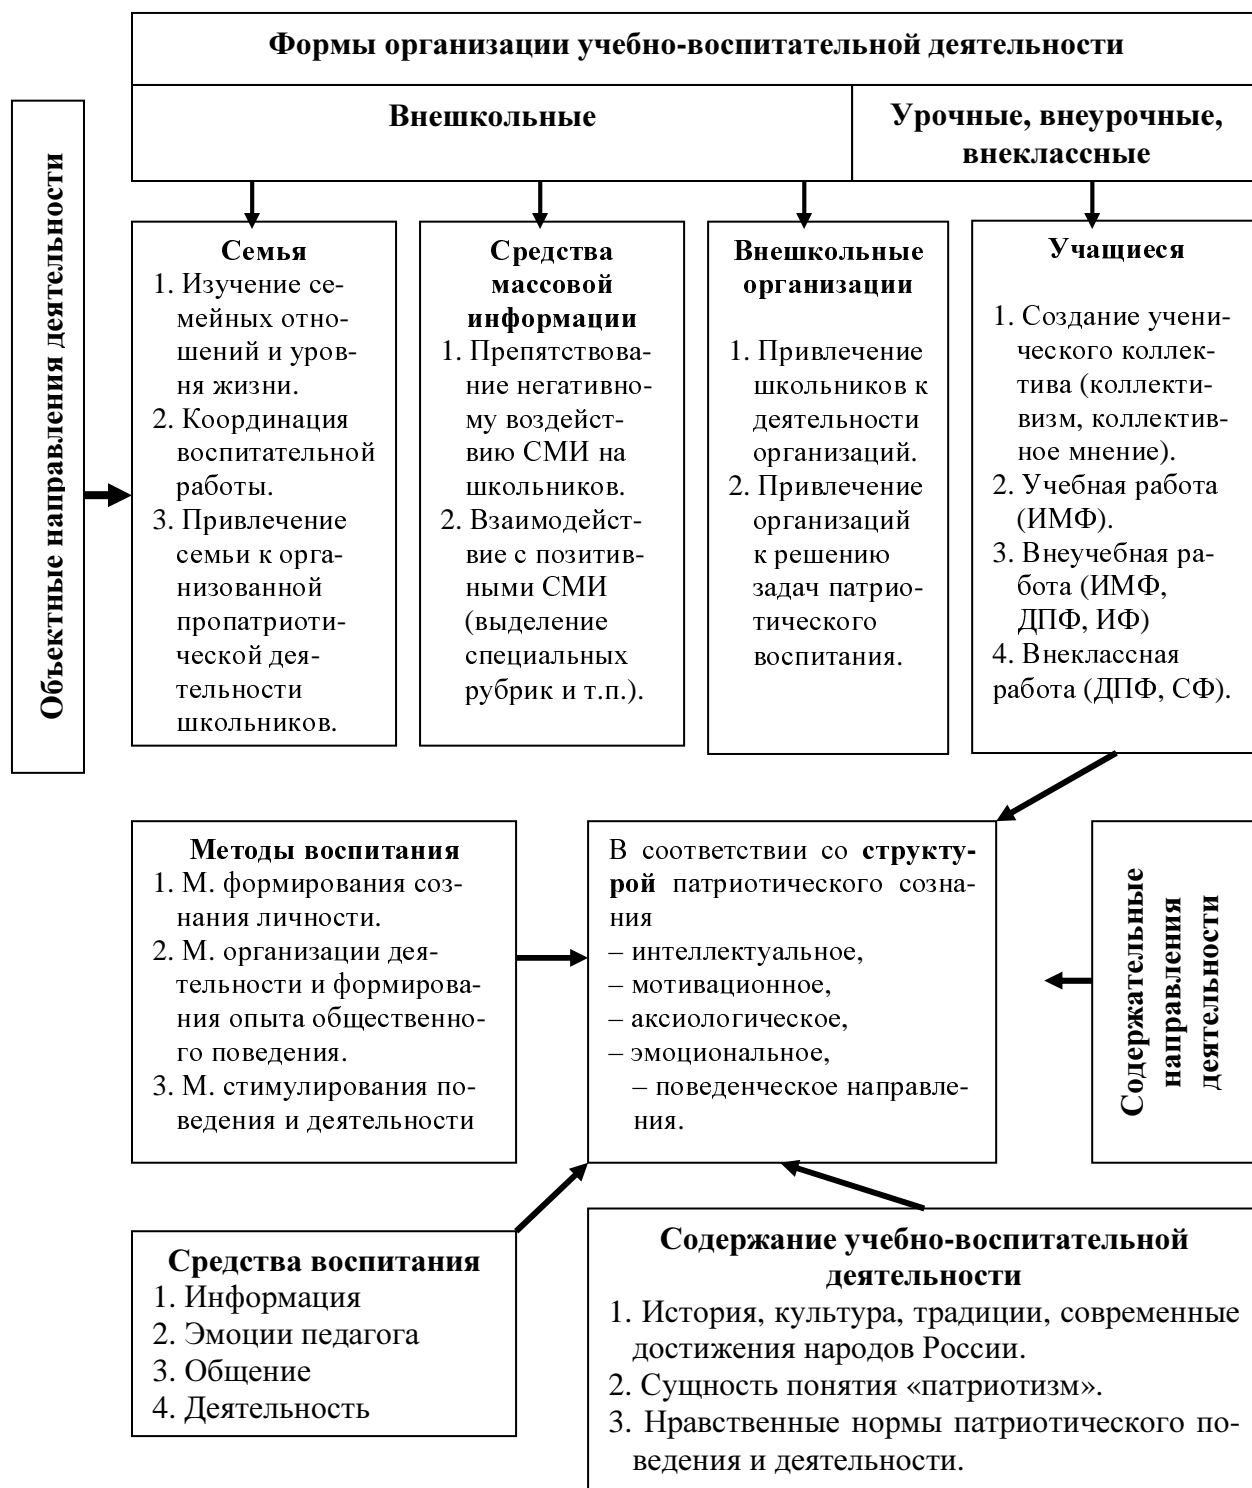 Формы организации учебно-воспитательной деятельности
Внешкольные
Урочные, внеурочные,
внеклассные
Объектные направления деятельности
Семья
1. Изучение се-
мейных отно-
шений и уров-
ня жизни.
2. Координация
воспитательной
работы.
3. Привлечение
семьи к орга-
низованной
пропатриоти-
ческой дея-
тельности
школьников.
Средства
массовой
информации
1. Препятствова-
ние негативно-
му воздейст-
вию СМИ на
школьников.
2. Взаимодейст-
вие с позитив-
ными СМИ
(выделение
специальных
рубрик и т.п.).
Внешкольные
организации
1. Привлечение
школьников к
деятельности
организаций.
2. Привлечение
организаций
к решению
задач патрио-
тического
воспитания.
Учащиеся
1. Создание учени-
ческого коллек-
тива (коллекти-
визм, коллектив-
ное мнение).
2. Учебная работа
(ИМФ).
3. Внеучебная ра-
бота (ИМФ,
ДПФ, ИФ)
4. Внеклассная
работа (ДПФ, СФ).
Методы воспитания
1. М. формирования соз-
нания личности.
2. М. организации дея-
тельности и формирова-
ния опыта общественно-
го поведения.
3. М. стимулирования по-
ведения и деятельности
В соответствии со структу-
рой патриотического созна-
ния
– интеллектуальное,
– мотивационное,
– аксиологическое,
– эмоциональное,
– поведенческое направле-
ния.
Содержательные
направления
деятельности
Средства воспитания
1. Информация
2. Эмоции педагога
3. Общение
4. Деятельность
Содержание учебно-воспитательной
деятельности
1. История, культура, традиции, современные
достижения народов России.
2. Сущность понятия «патриотизм».
3. Нравственные нормы патриотического по-
ведения и деятельности.